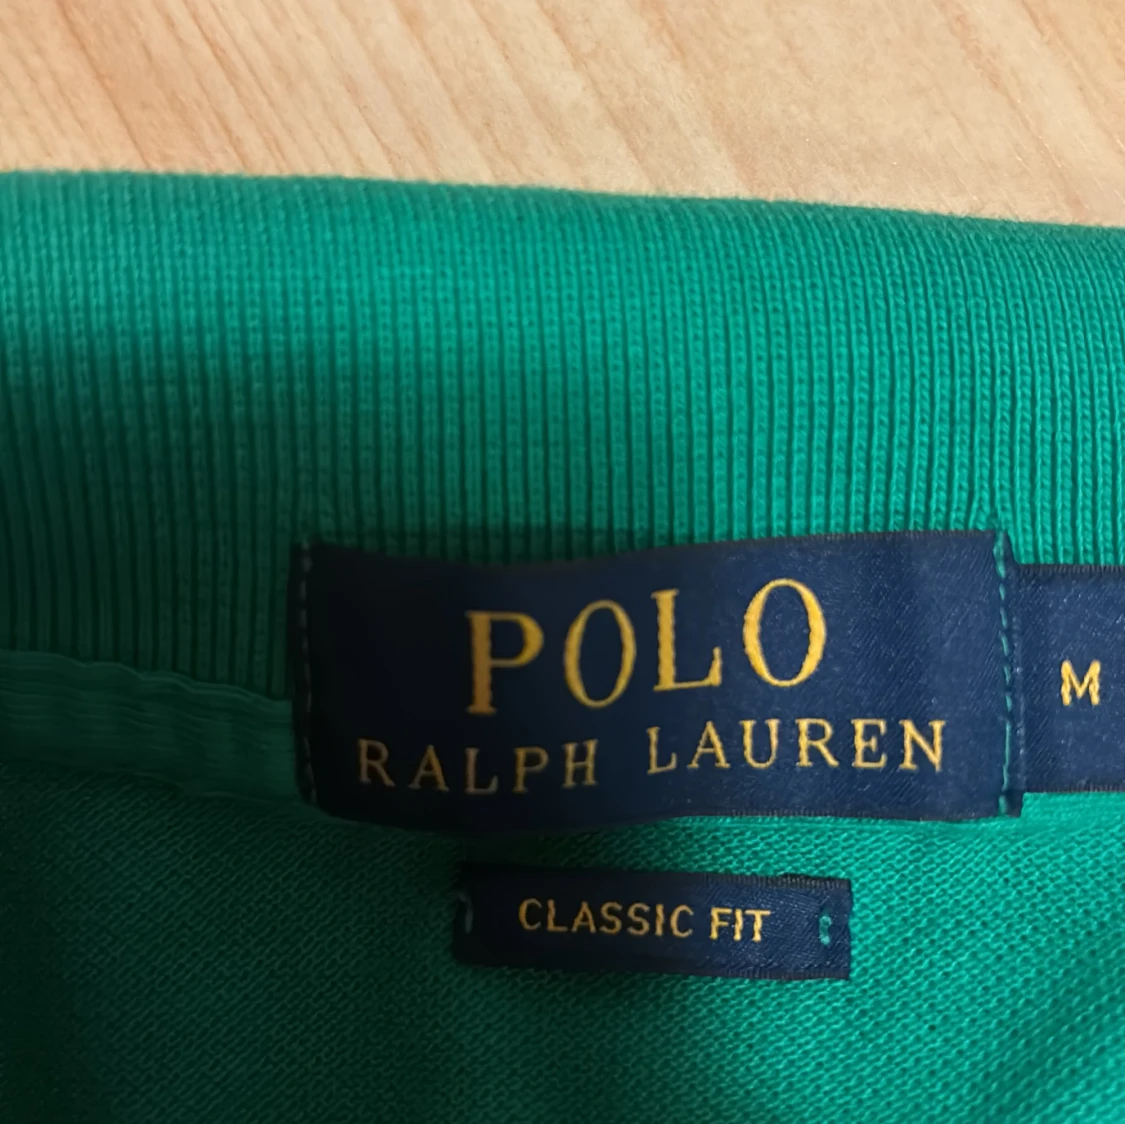 POLO
RALPH LAUREN
M
CLASSIC FIT